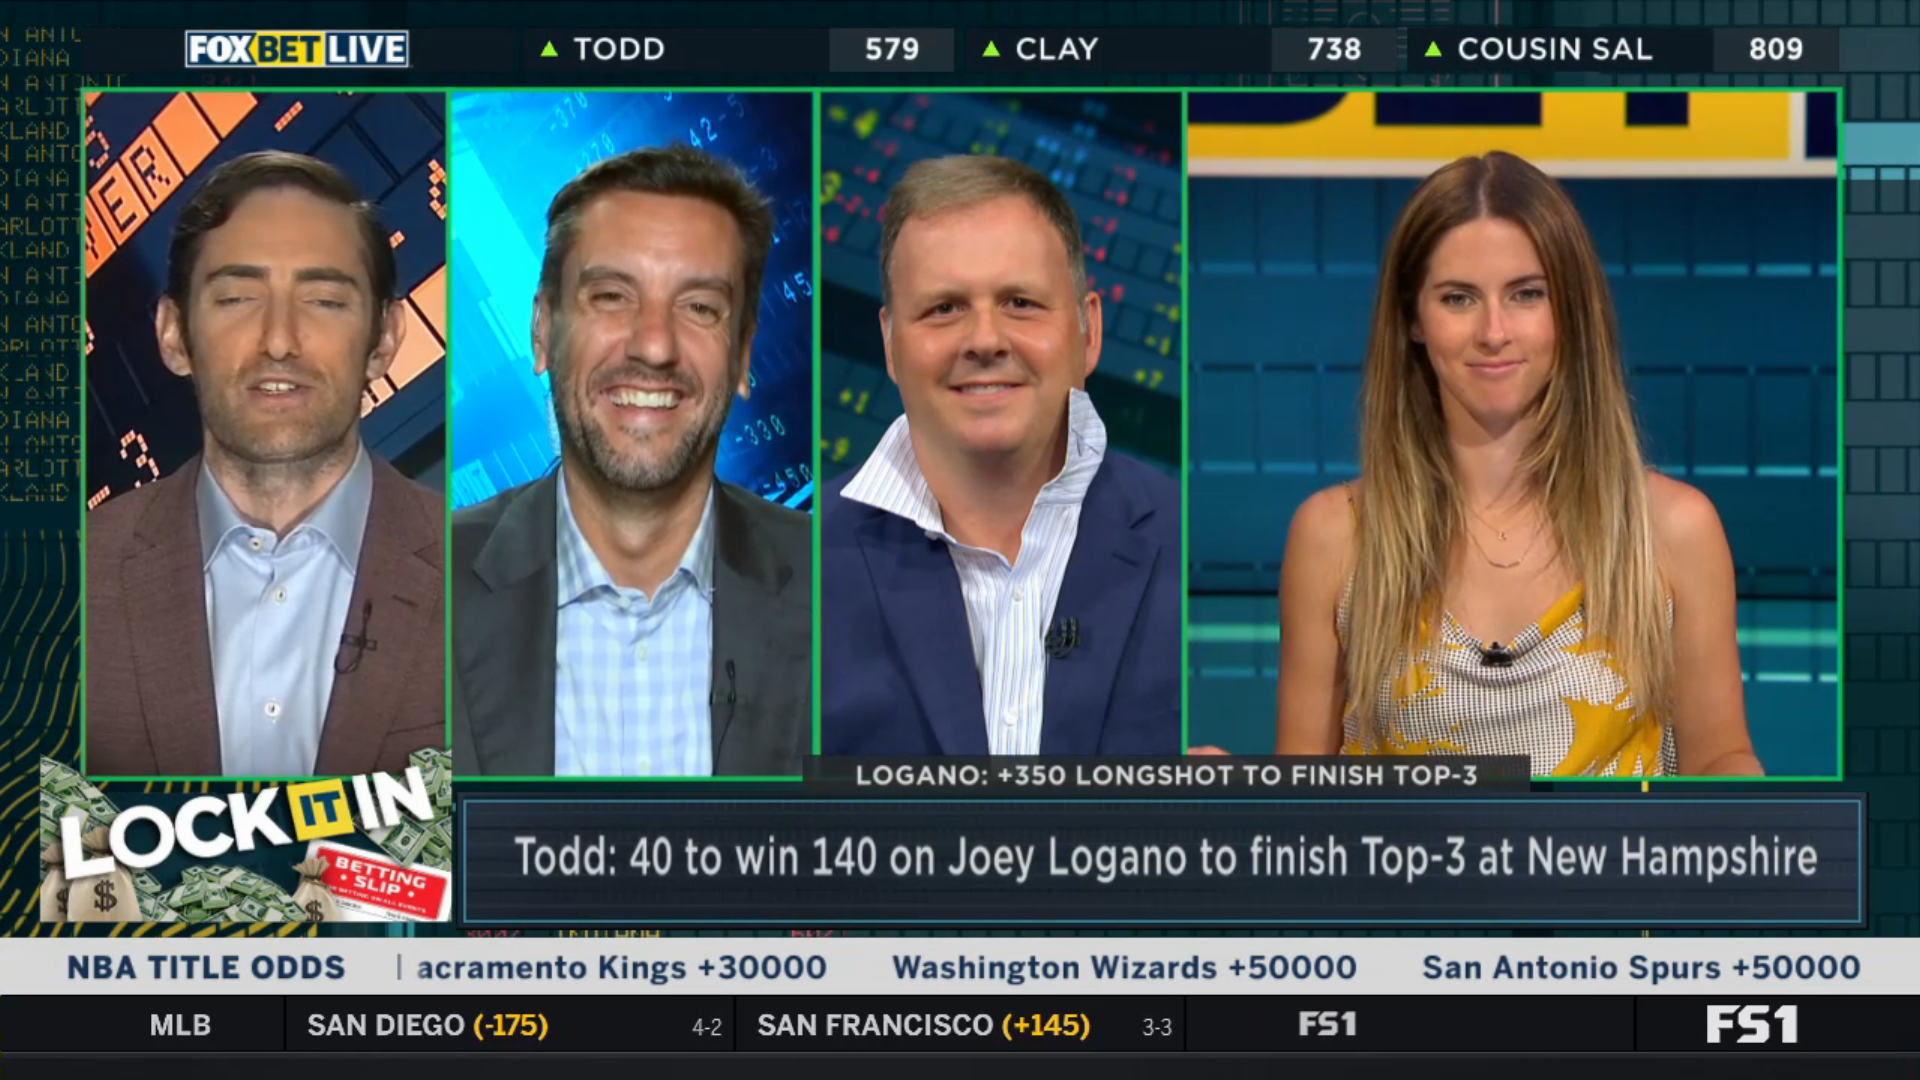 FOX BET LIVE
TODD 579
CLAY 738
COUSIN SAL 809
LOGANO: +350 LONGSHOT TO FINISH TOP-3
LOCK IT IN
BETTING
SLIP
Todd: 40 to win 140 on Joey Logano to finish Top-3 at New Hampshire
NBA TITLE ODDS acramento Kings +30000 Washington Wizards +50000 San Antonio Spurs +50000
MLB SAN DIEGO (-175) 4-2 SAN FRANCISCO (+145) 3-3 FS1 FS1